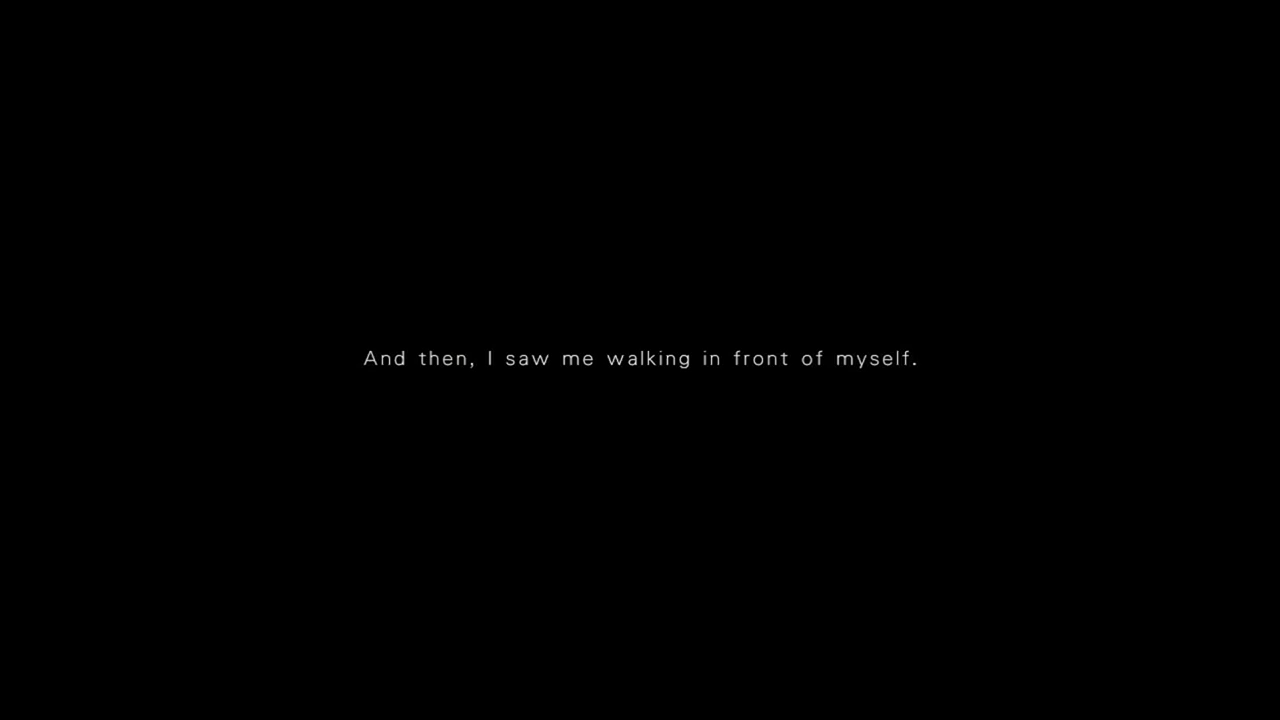 And then, I saw me walking in front of myself.